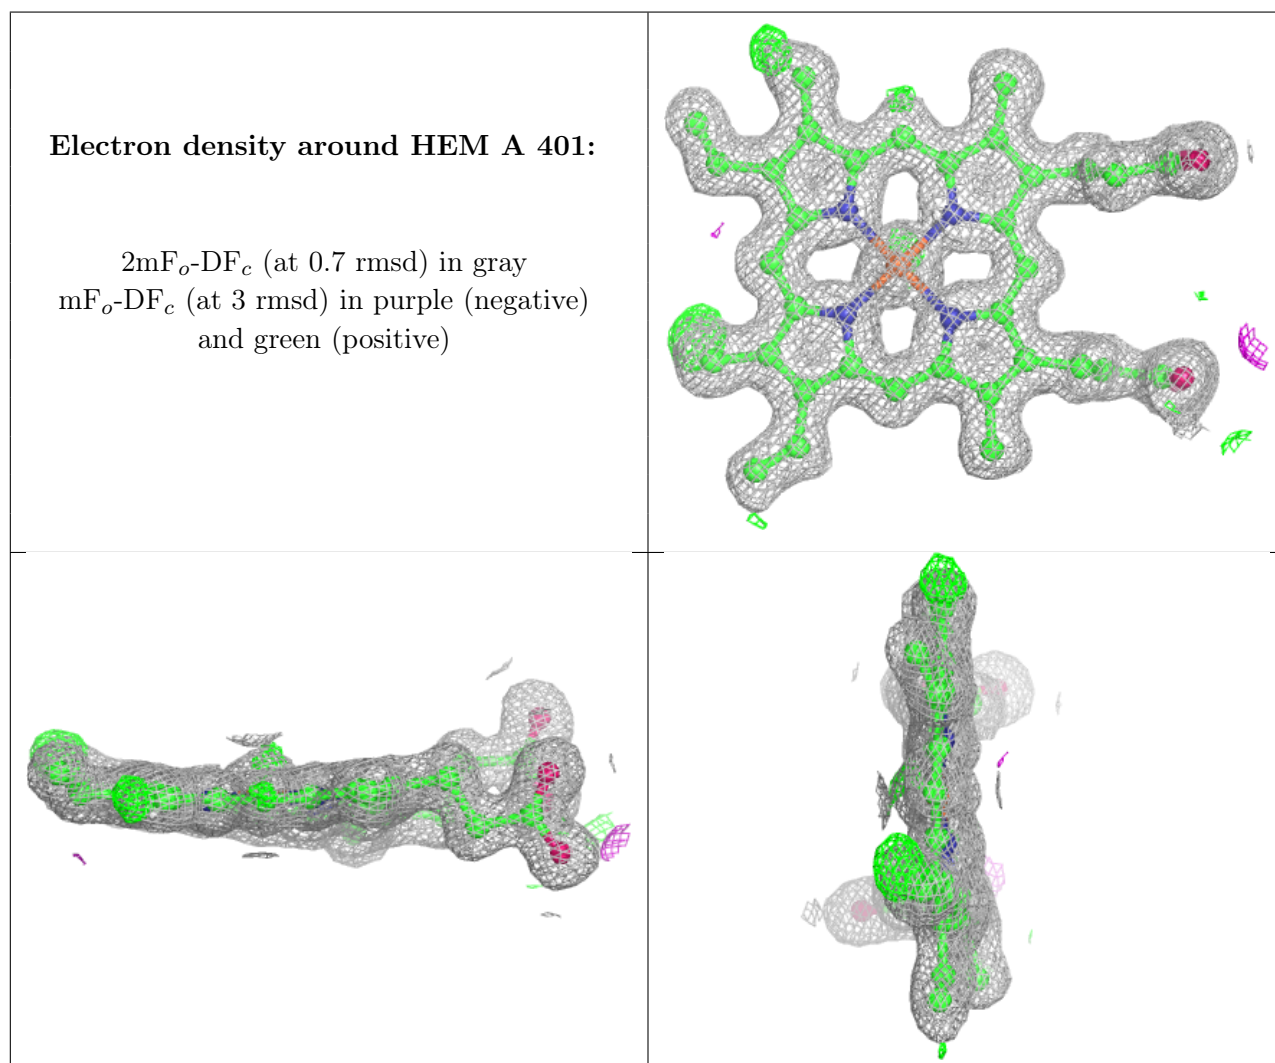 Electron density around HEM A 401:
2mFo-DFc (at 0.7 rmsd) in gray
mFo-DFc (at 3 rmsd) in purple (negative)
and green (positive)